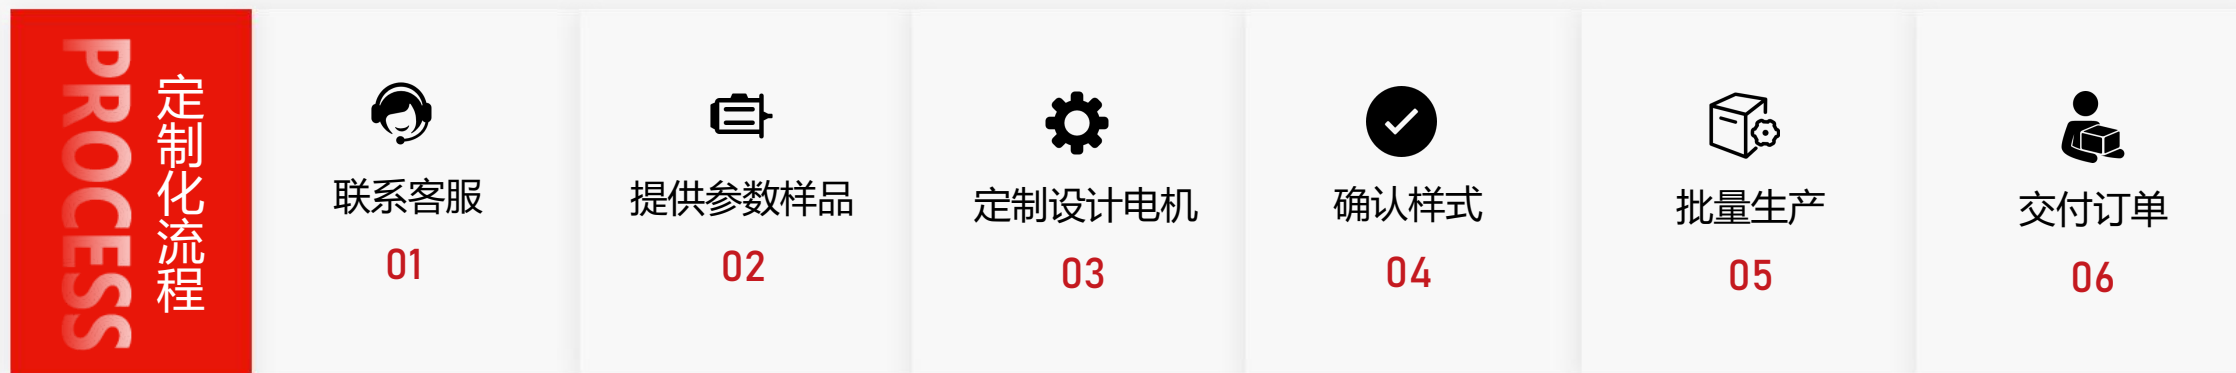 PROCESS
定制化流程
联系客服
01
提供参数样品
02
定制设计电机
03
确认样式
04
批量生产
05
交付订单
06